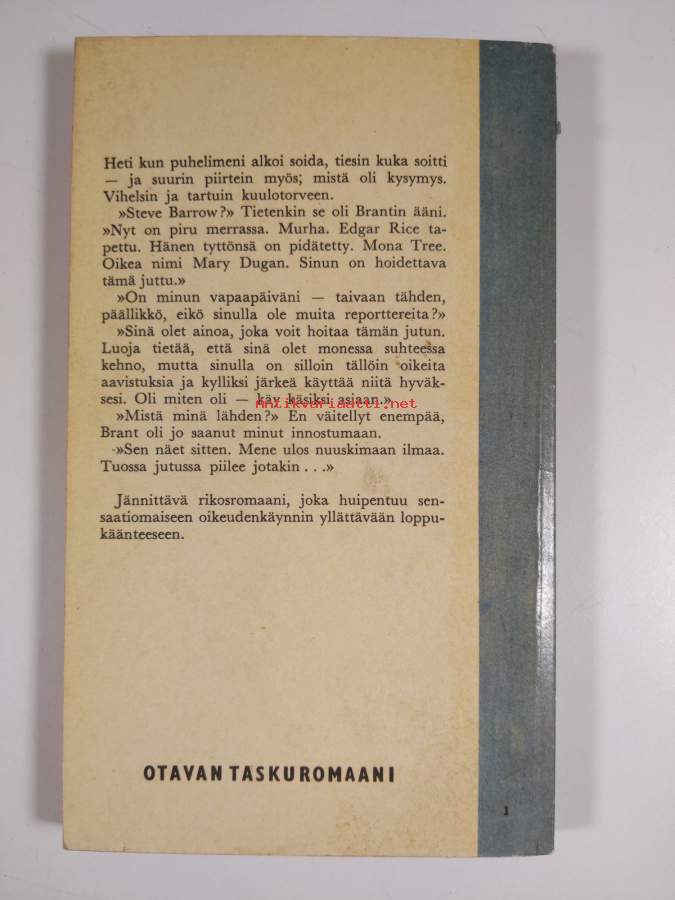 Heti kun puhelimeni alkoi soida, tiesin kuka soitti
— ja suurin piirtein myös; mistä oli kysymys.
Vihelsin ja tartuin kuulotorveen.
»Steve Barrow?» Tietenkin se oli Brantin ääni.
»Nyt on piru merrassa. Murha. Edgar Rice ta-
pettu. Hänen tyttönsä on pidätetty. Mona Tree.
Oikea nimi Mary Dugan. Sinun on hoidettava
tämä juttu.»
»On minun vapaapäiväni — taivaan tähden,
päällikkö, eikö sinulla ole muita reporttereita?»
»Sinä olet ainoa, joka voit hoitaa tämän jutun.
Luoja tietää, että sinä olet monessa suhteessa
kehno, mutta sinulla on silloin tällöin oikeita
aavistuksia ja kylliksi järkeä käyttää niitä hyväk-
sesi. Oli miten oli — käy käsiksi asiaan.»
antikvariaatti.net
»Mistä minä lähden?» En väitellyt enempää,
Brant oli jo saanut minut innostumaan.
»Sen näet sitten. Mene ulos nuuskimaan ilmaa.
Tuossa jutussa piilee jotakin . . .»
Jännittävä rikosromaani, joka huipentuu sen-
saatiomaiseen oikeudenkäynnin yllättävään loppu-
käänteeseen.
OTAVAN TASKUROMAANI
1